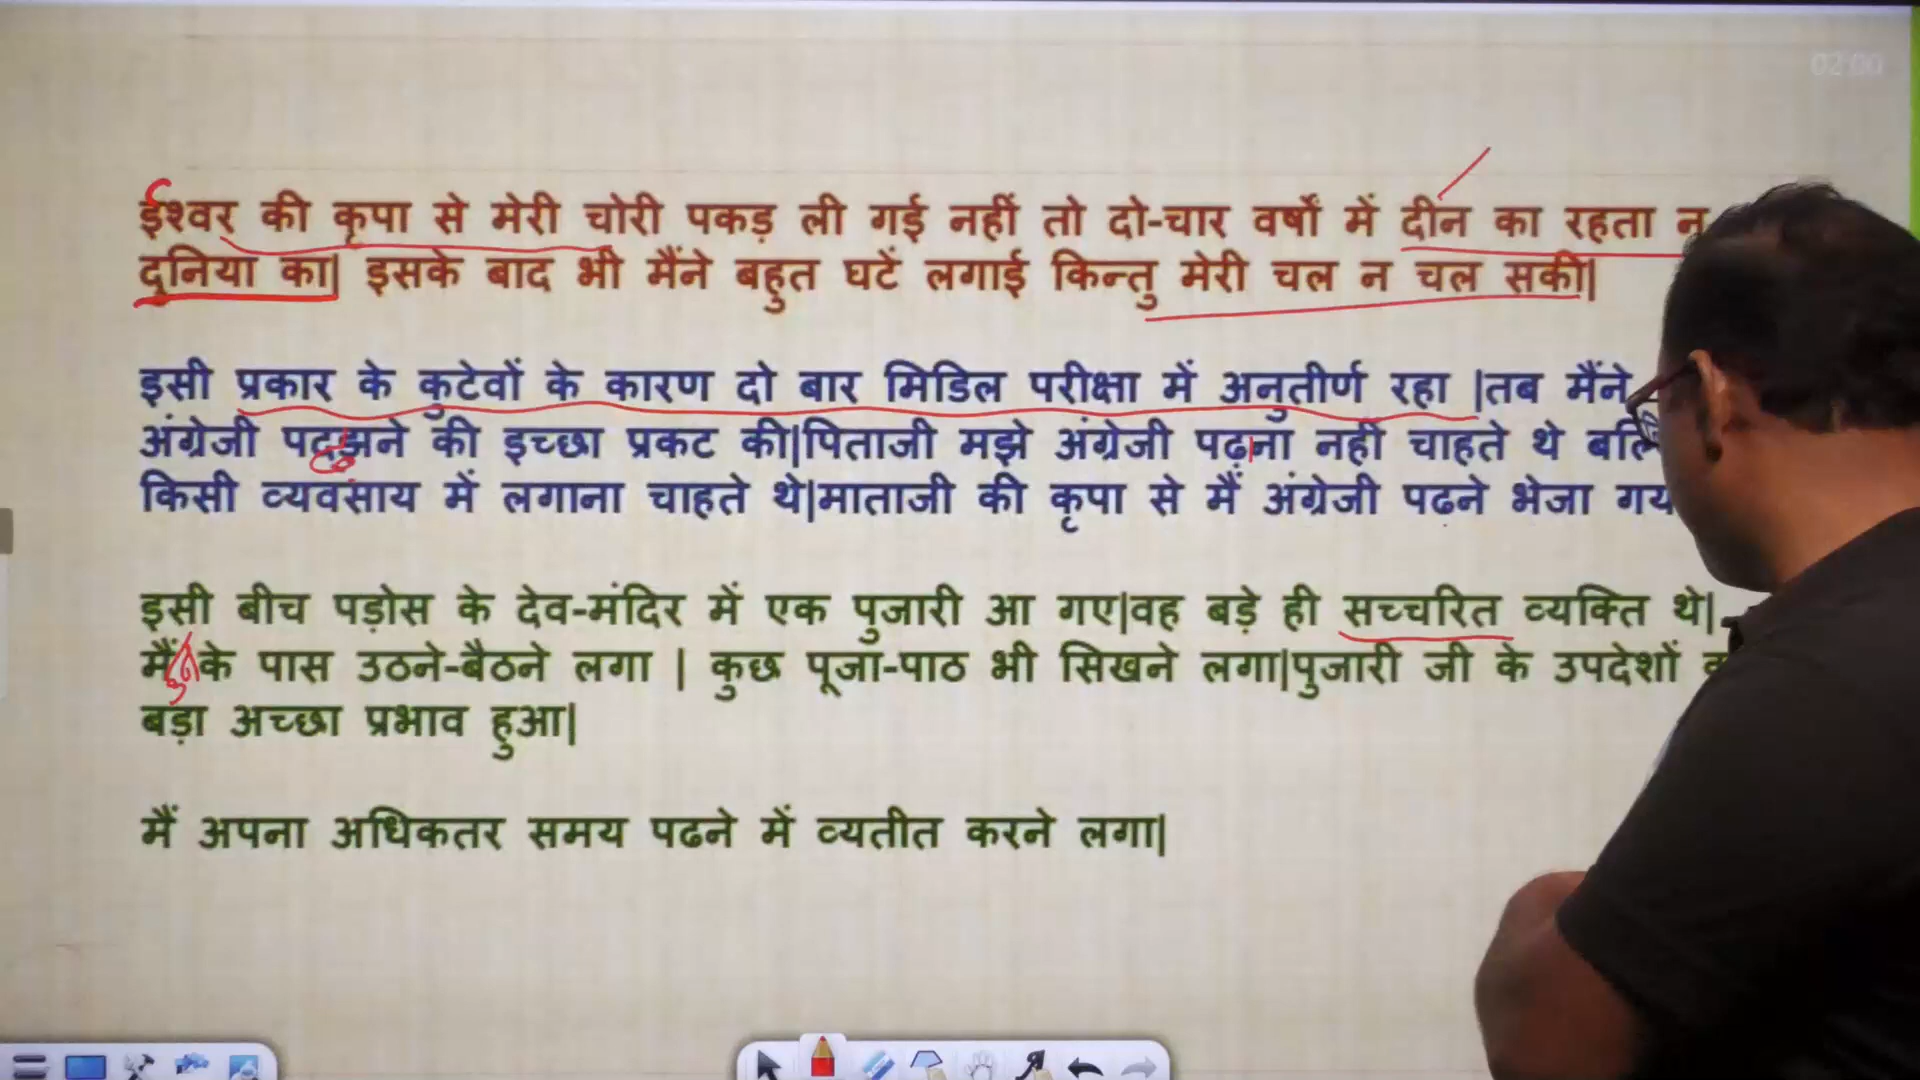 02:00
ईश्वर की कृपा से मेरी चोरी पकड़ ली गई नहीं तो दो-चार वर्षों में दीन का रहता न
दुनिया का| इसके बाद भी मैंने बहुत घटें लगाई किन्तु मेरी चल न चल सकी|
इसी प्रकार के कुटेवों के कारण दो बार मिडिल परीक्षा में अनुतीर्ण रहा |तब मैंने
अंग्रेजी की इच्छा प्रकट की|पिताजी मझे अंग्रेजी पढ़ना नहीं चाहते थे
किसी व्यवसाय में लगाना चाहते थे|माताजी की कृपा से मैं अंग्रेजी पढने भेजा
इसी बीच पड़ोस के देव-मंदिर में एक पुजारी आ गए|वह बड़े ही सच्चरित व्यक्ति थे|
मैं के पास उठने-बैठने लगा | कुछ पूजा-पाठ भी सिखने लगा|पुजारी जी के उपदेशों
बड़ा अच्छा प्रभाव हुआ|
मैं अपना अधिकतर समय पढने में व्यतीत करने लगा|